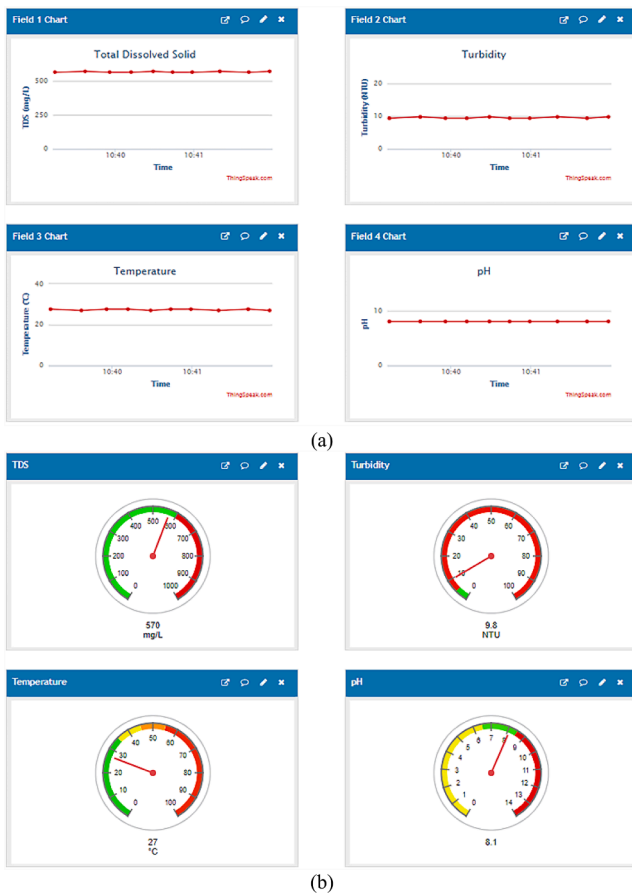 Field 1 Chart
Total Dissolved Solid
TDS (mg/L)
500
250
0
10:40
10:41
Time
ThingSpeak.com
Field 2 Chart
Turbidity
Turbidity (NTU)
20
10
0
10:40
10:41
Time
ThingSpeak.com
Field 3 Chart
Temperature
Temperature (°C)
40
20
0
10:40
10:41
Time
ThingSpeak.com
Field 4 Chart
pH
pH
10
0
10:40
10:41
Time
ThingSpeak.com
(a)
TDS
0
100
200
300
400
500
600
700
800
900
1000
570
mg/L
Turbidity
0
10
20
30
40
50
60
70
80
90
100
9.8
NTU
Temperature
0
10
20
30
40
50
60
70
80
90
100
27
°C
pH
0
1
2
3
4
5
6
7
8
9
10
11
12
13
14
8.1
(b)